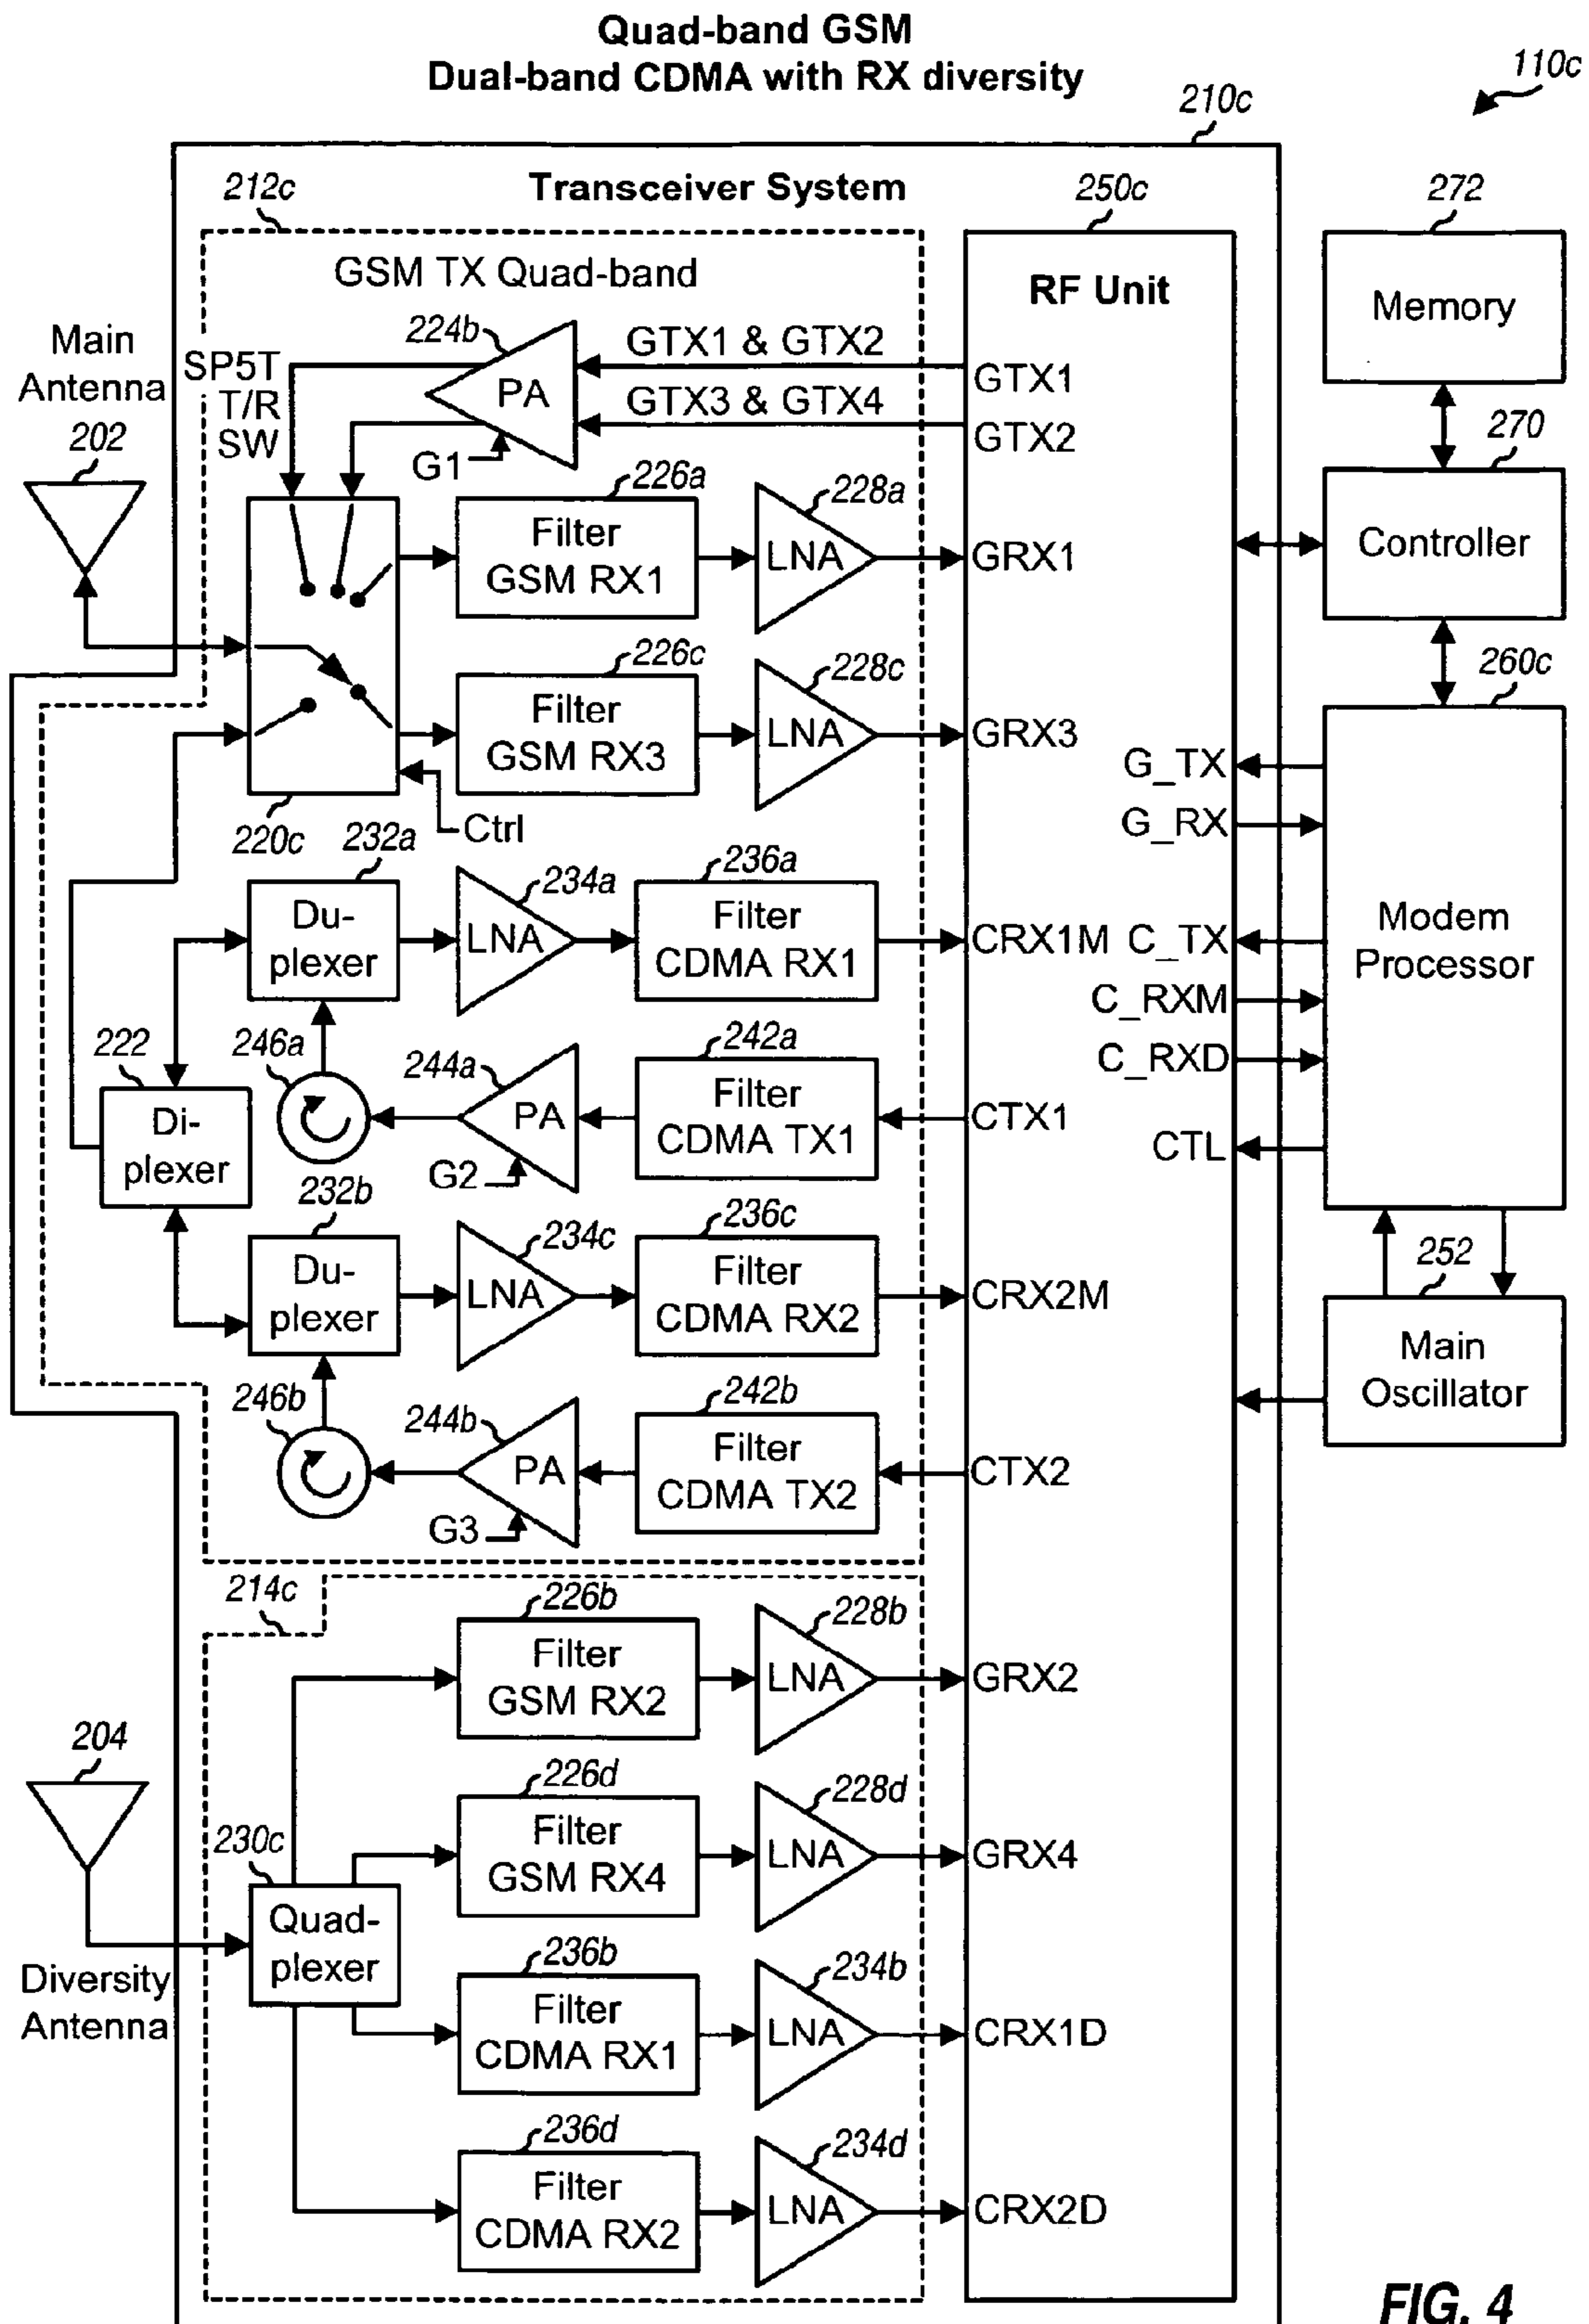 Quad-band GSM
Dual-band CDMA with RX diversity
110c
210c
212c
Transceiver System
250c
272
GSM TX Quad-band
RF Unit
Memory
Main
Antenna
202
SP5T
T/R
SW
224b
PA
G1
GTX1 & GTX2
GTX3 & GTX4
GTX1
GTX2
270
Controller
226a
Filter
GSM RX1
228a
LNA
GRX1
226c
Filter
GSM RX3
228c
LNA
GRX3
260c
G_TX
G_RX
220c
Ctrl
232a
Du-
plexer
234a
LNA
236a
Filter
CDMA RX1
CRX1M
C_TX
C_RXM
C_RXD
CTL
Modem
Processor
222
Di-
plexer
246a
244a
PA
G2
242a
Filter
CDMA TX1
CTX1
232b
Du-
plexer
234c
LNA
236c
Filter
CDMA RX2
CRX2M
252
Main
Oscillator
246b
244b
PA
G3
242b
Filter
CDMA TX2
CTX2
214c
226b
Filter
GSM RX2
228b
LNA
GRX2
204
Diversity
Antenna
230c
Quad-
plexer
226d
Filter
GSM RX4
228d
LNA
GRX4
236b
Filter
CDMA RX1
234b
LNA
CRX1D
236d
Filter
CDMA RX2
234d
LNA
CRX2D
FIG. 4